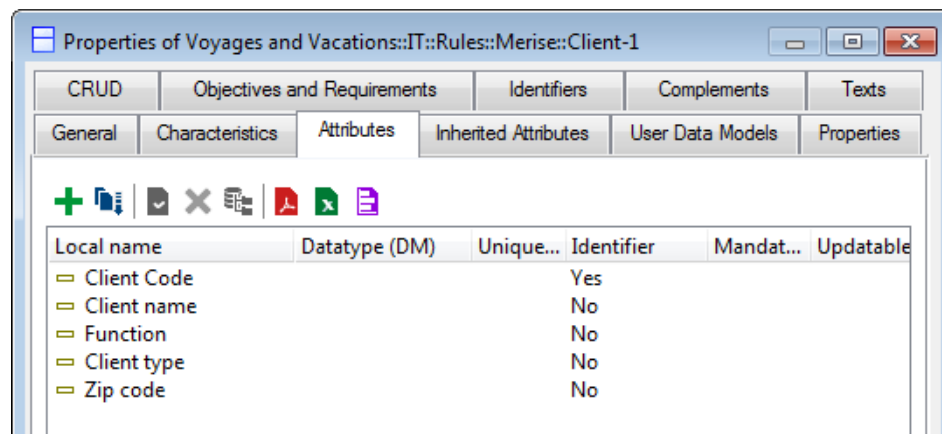 Properties of Voyages and Vacations::IT::Rules::Merise::Client-1
CRUD Objectives and Requirements Identifiers Complements Texts
General Characteristics Attributes Inherited Attributes User Data Models Properties
Local name Datatype (DM) Unique... Identifier Mandat... Updatable
Client Code Yes
Client name No
Function No
Client type No
Zip code No